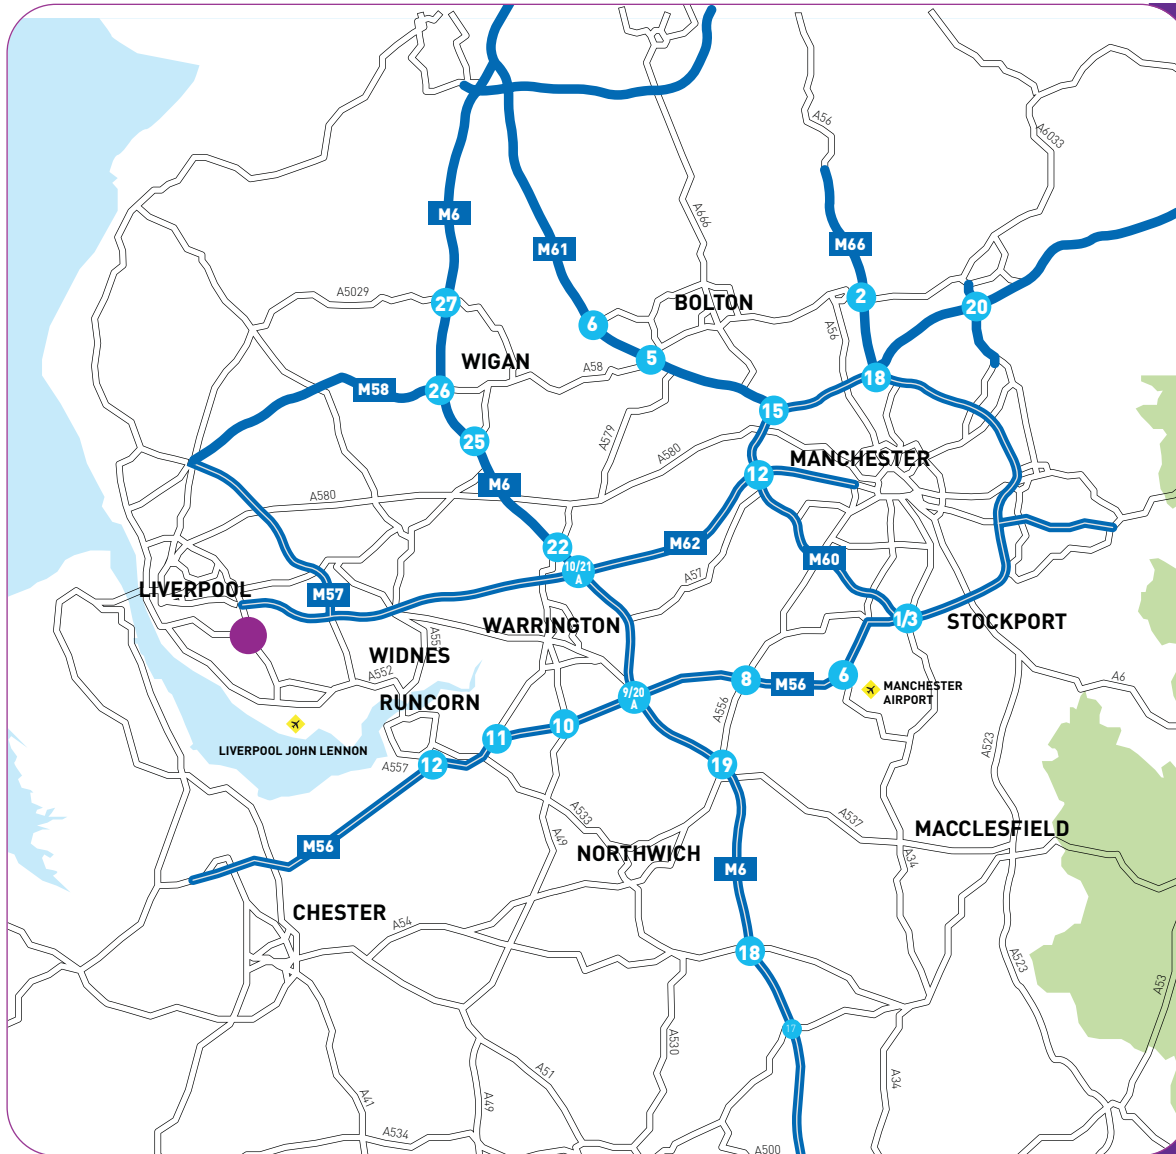 A56
A6033
M6
A666
M61
M66
A5029
27
2
20
BOLTON
6
A56
WIGAN
5
A58
18
M58
26
15
25
A579
A580
MANCHESTER
12
M6
A580
M62
22
M60
10/21
A
A57
LIVERPOOL
M57
1/3
STOCKPORT
WARRINGTON
WIDNES
A552
RUNCORN
8
M56
6
MANCHESTER
AIRPORT
A6
9/20
A
A556
10
11
LIVERPOOL JOHN LENNON
A523
12
A557
19
A533
A537
A49
MACCLESFIELD
M56
NORTHWICH
A34
M6
CHESTER
A54
18
A523
A53
17
A530
A51
A34
A41
A49
A534
A500